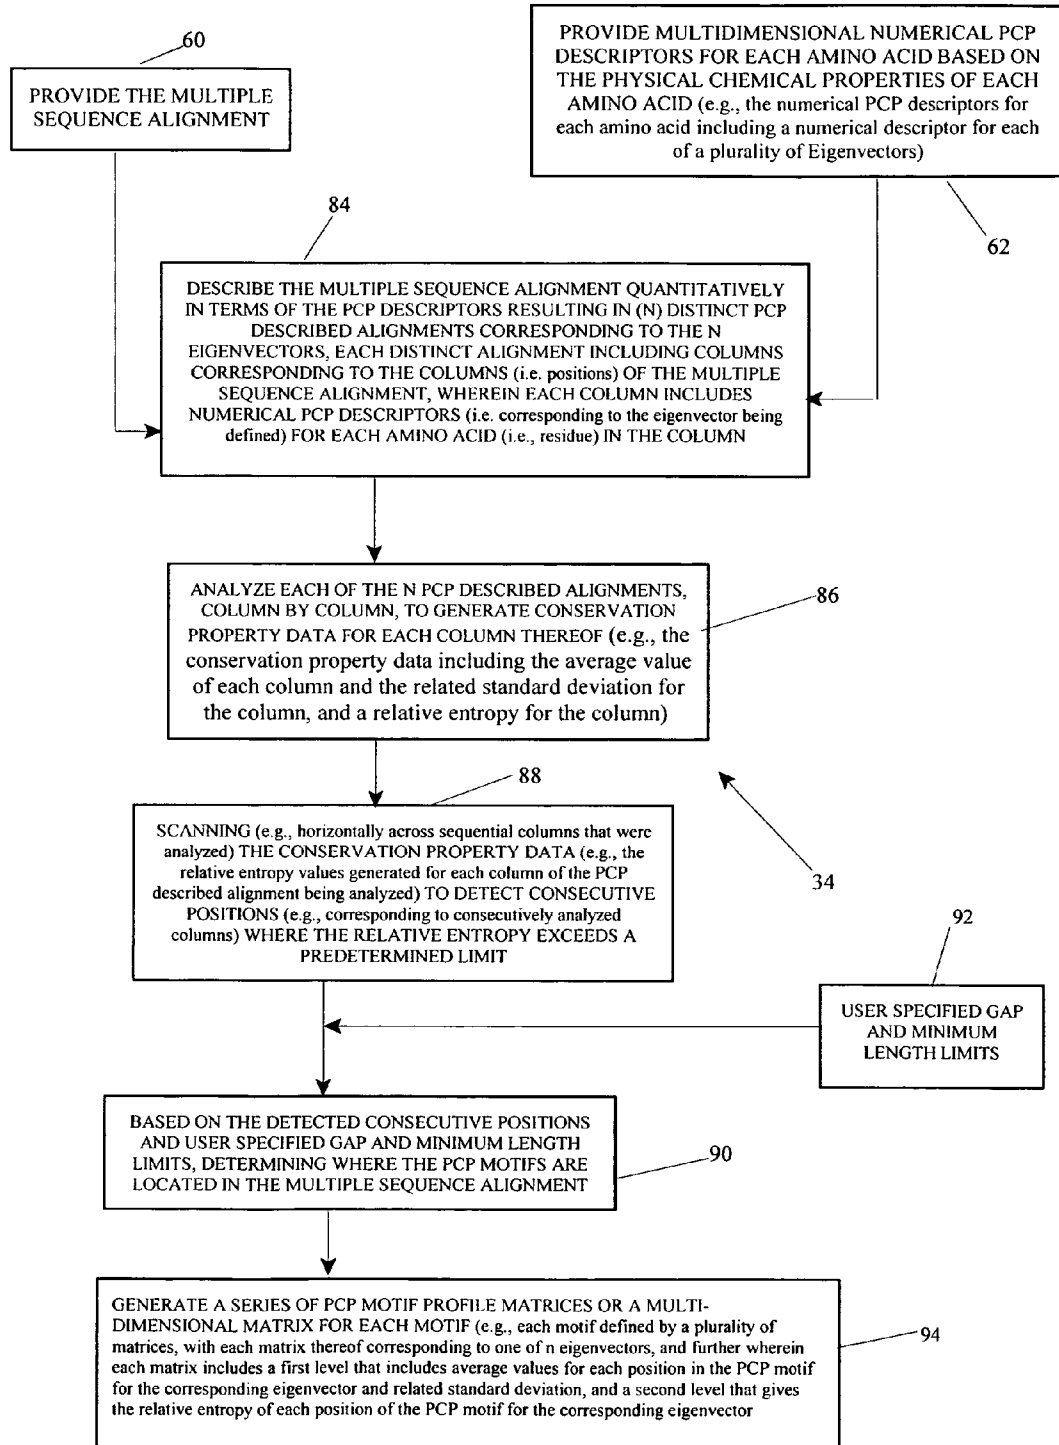 60
PROVIDE THE MULTIPLE
SEQUENCE ALIGNMENT
PROVIDE MULTIDIMENSIONAL NUMERICAL PCP
DESCRIPTORS FOR EACH AMINO ACID BASED ON
THE PHYSICAL CHEMICAL PROPERTIES OF EACH
AMINO ACID (e.g., the numerical PCP descriptors for
each amino acid including a numerical descriptor for each
of a plurality of Eigenvectors)
62
84
DESCRIBE THE MULTIPLE SEQUENCE ALIGNMENT QUANTITATIVELY
IN TERMS OF THE PCP DESCRIPTORS RESULTING IN (N) DISTINCT PCP
DESCRIBED ALIGNMENTS CORRESPONDING TO THE N
EIGENVECTORS, EACH DISTINCT ALIGNMENT INCLUDING COLUMNS
CORRESPONDING TO THE COLUMNS (i.e. positions) OF THE MULTIPLE
SEQUENCE ALIGNMENT, WHEREIN EACH COLUMN INCLUDES
NUMERICAL PCP DESCRIPTORS (i.e. corresponding to the eigenvector being
defined) FOR EACH AMINO ACID (i.e., residue) IN THE COLUMN
ANALYZE EACH OF THE N PCP DESCRIBED ALIGNMENTS,
COLUMN BY COLUMN, TO GENERATE CONSERVATION
PROPERTY DATA FOR EACH COLUMN THEREOF (e.g., the
conservation property data including the average value
of each column and the related standard deviation for
the column, and a relative entropy for the column)
86
88
SCANNING (e.g., horizontally across sequential columns that were
analyzed) THE CONSERVATION PROPERTY DATA (e.g., the
relative entropy values generated for each column of the PCP
described alignment being analyzed) TO DETECT CONSECUTIVE
POSITIONS (e.g., corresponding to consecutively analyzed
columns) WHERE THE RELATIVE ENTROPY EXCEEDS A
PREDETERMINED LIMIT
34
92
USER SPECIFIED GAP
AND MINIMUM
LENGTH LIMITS
BASED ON THE DETECTED CONSECUTIVE POSITIONS
AND USER SPECIFIED GAP AND MINIMUM LENGTH
LIMITS, DETERMINING WHERE THE PCP MOTIFS ARE
LOCATED IN THE MULTIPLE SEQUENCE ALIGNMENT
90
GENERATE A SERIES OF PCP MOTIF PROFILE MATRICES OR A MULTI-
DIMENSIONAL MATRIX FOR EACH MOTIF (e.g., each motif defined by a plurality of
matrices, with each matrix thereof corresponding to one of n eigenvectors, and further wherein
each matrix includes a first level that includes average values for each position in the PCP motif
for the corresponding eigenvector and related standard deviation, and a second level that gives
the relative entropy of each position of the PCP motif for the corresponding eigenvector
94